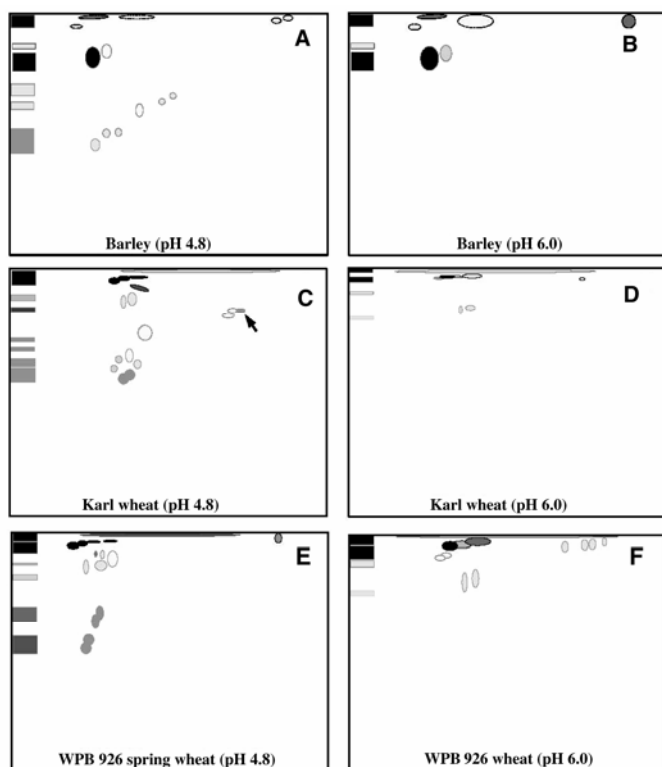 A
Barley (pH 4.8)
B
Barley (pH 6.0)
C
Karl wheat (pH 4.8)
D
Karl wheat (pH 6.0)
E
WPB 926 spring wheat (pH 4.8)
F
WPB 926 wheat (pH 6.0)